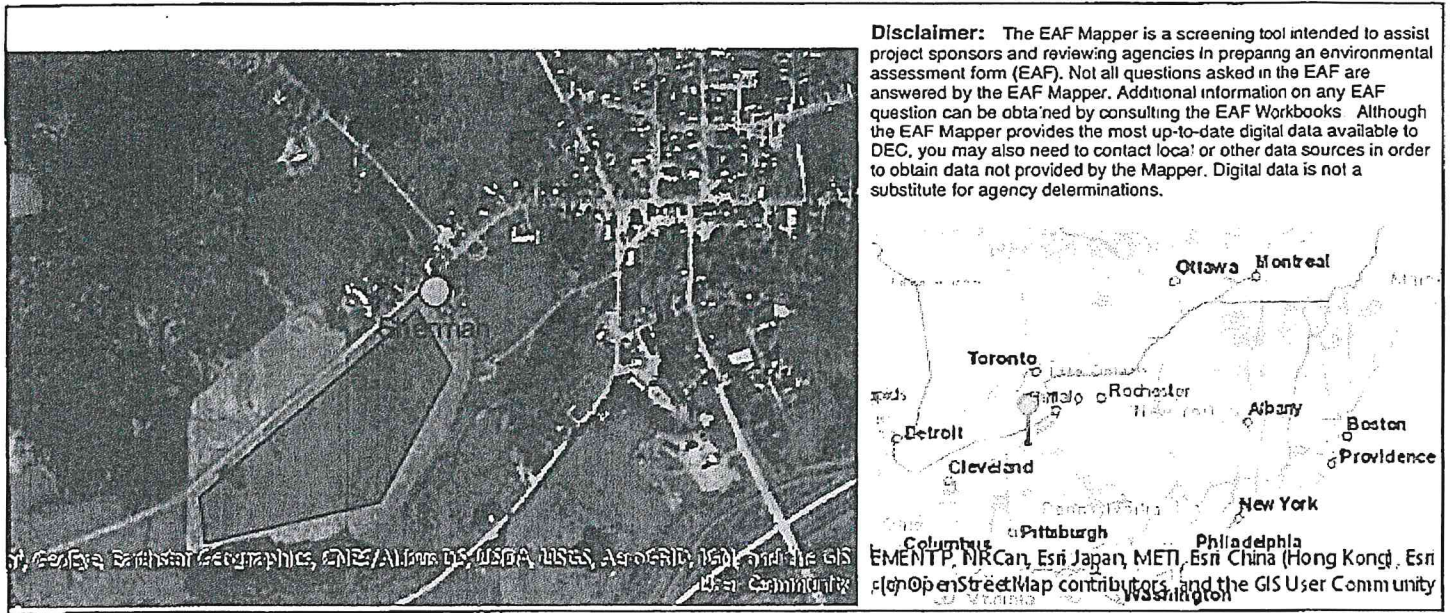 Disclaimer: The EAF Mapper is a screening tool intended to assist
project sponsors and reviewing agencies in preparing an environmental
assessment form (EAF). Not all questions asked in the EAF are
answered by the EAF Mapper. Additional information on any EAF
question can be obtained by consulting the EAF Workbooks. Although
the EAF Mapper provides the most up-to-date digital data available to
DEC, you may also need to contact local or other data sources in order
to obtain data not provided by the Mapper. Digital data is not a
substitute for agency determinations.
Sherman
Geographics, CNES/Airbus DS, USDA, USGS, AeroGRID, IGN, and the GIS
User Community
Ottawa
Montreal
Toronto
Rochester
Albany
Boston
Detroit
Providence
Cleveland
New York
Pittsburgh
Columbus
Philadelphia
EMENTP, NRCan, Esri Japan, METI, Esri China (Hong Kong), Esri
OpenStreetMap contributors, and the GIS User Community
Washington